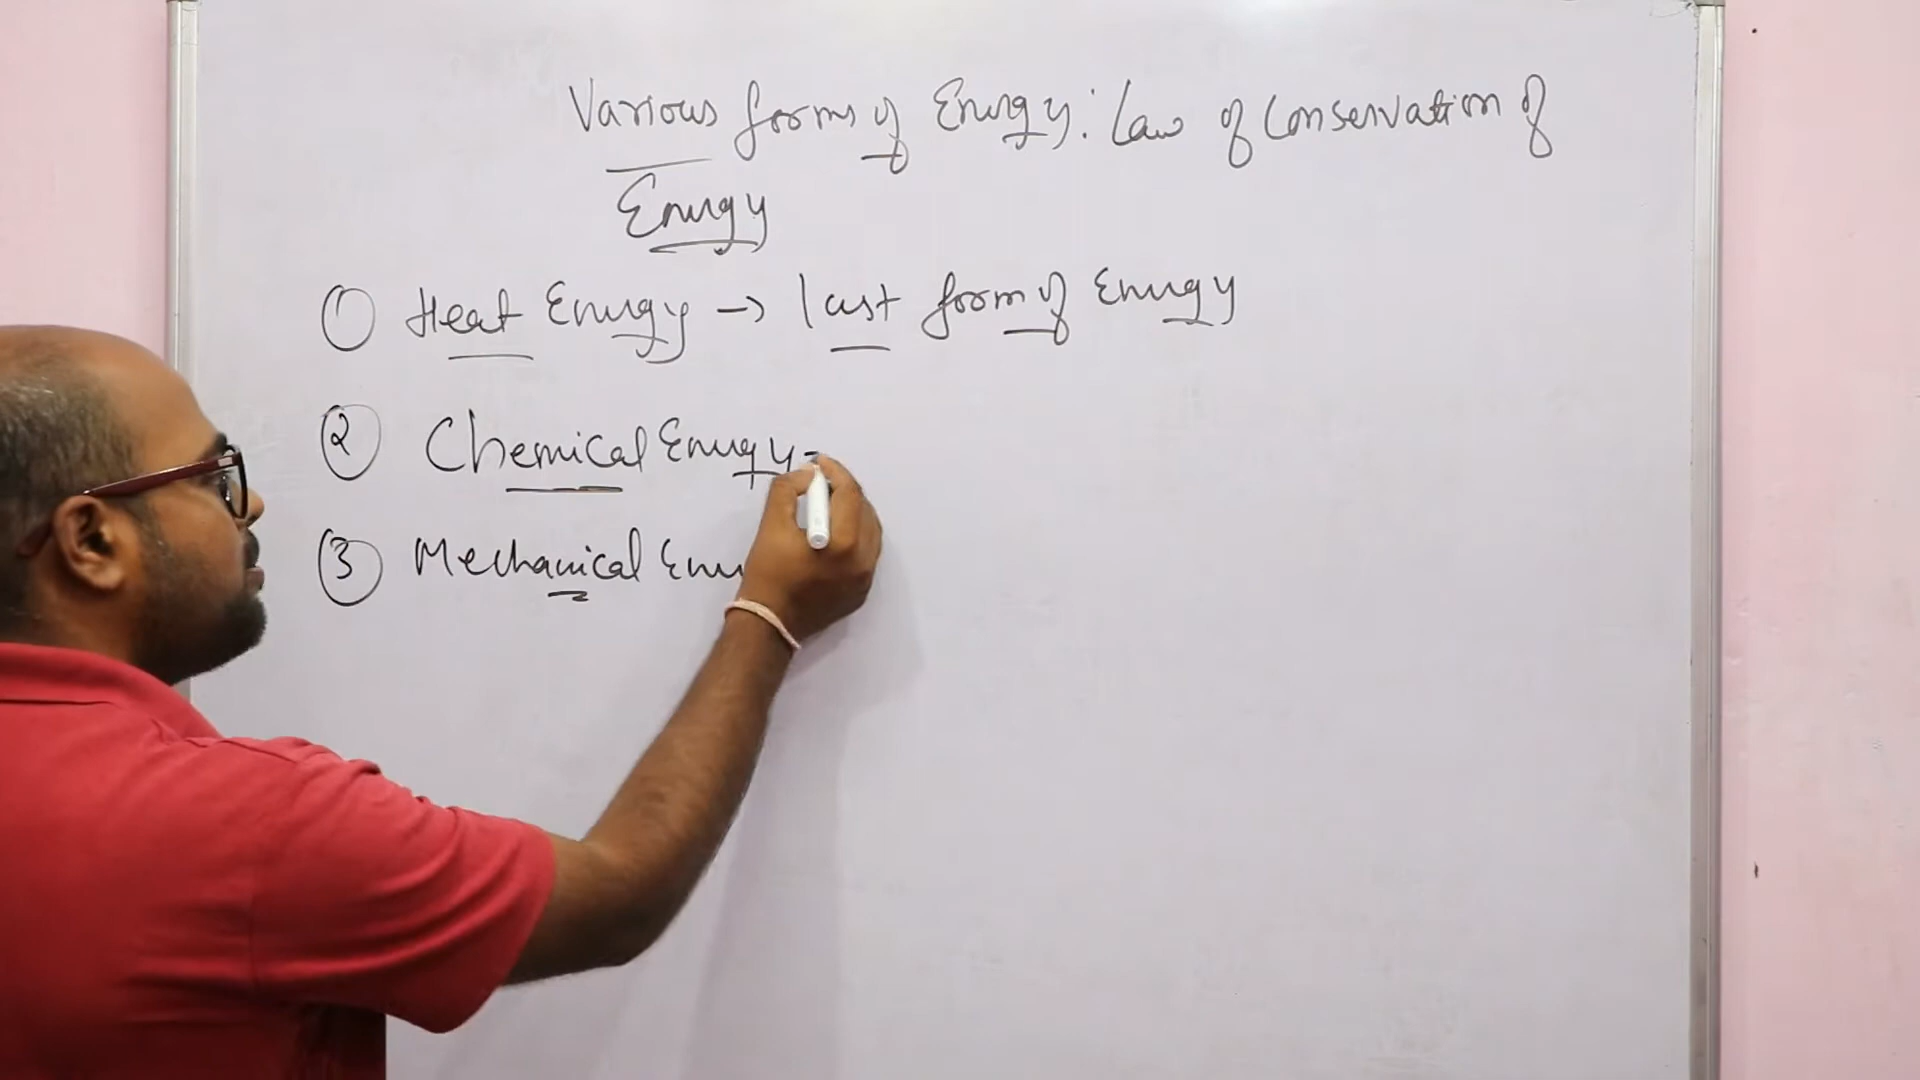 Various forms of Energy: Law of Conservation of
Energy
① Heat Energy → last form of Energy
② Chemical Energy -
③ Mechanical Ene